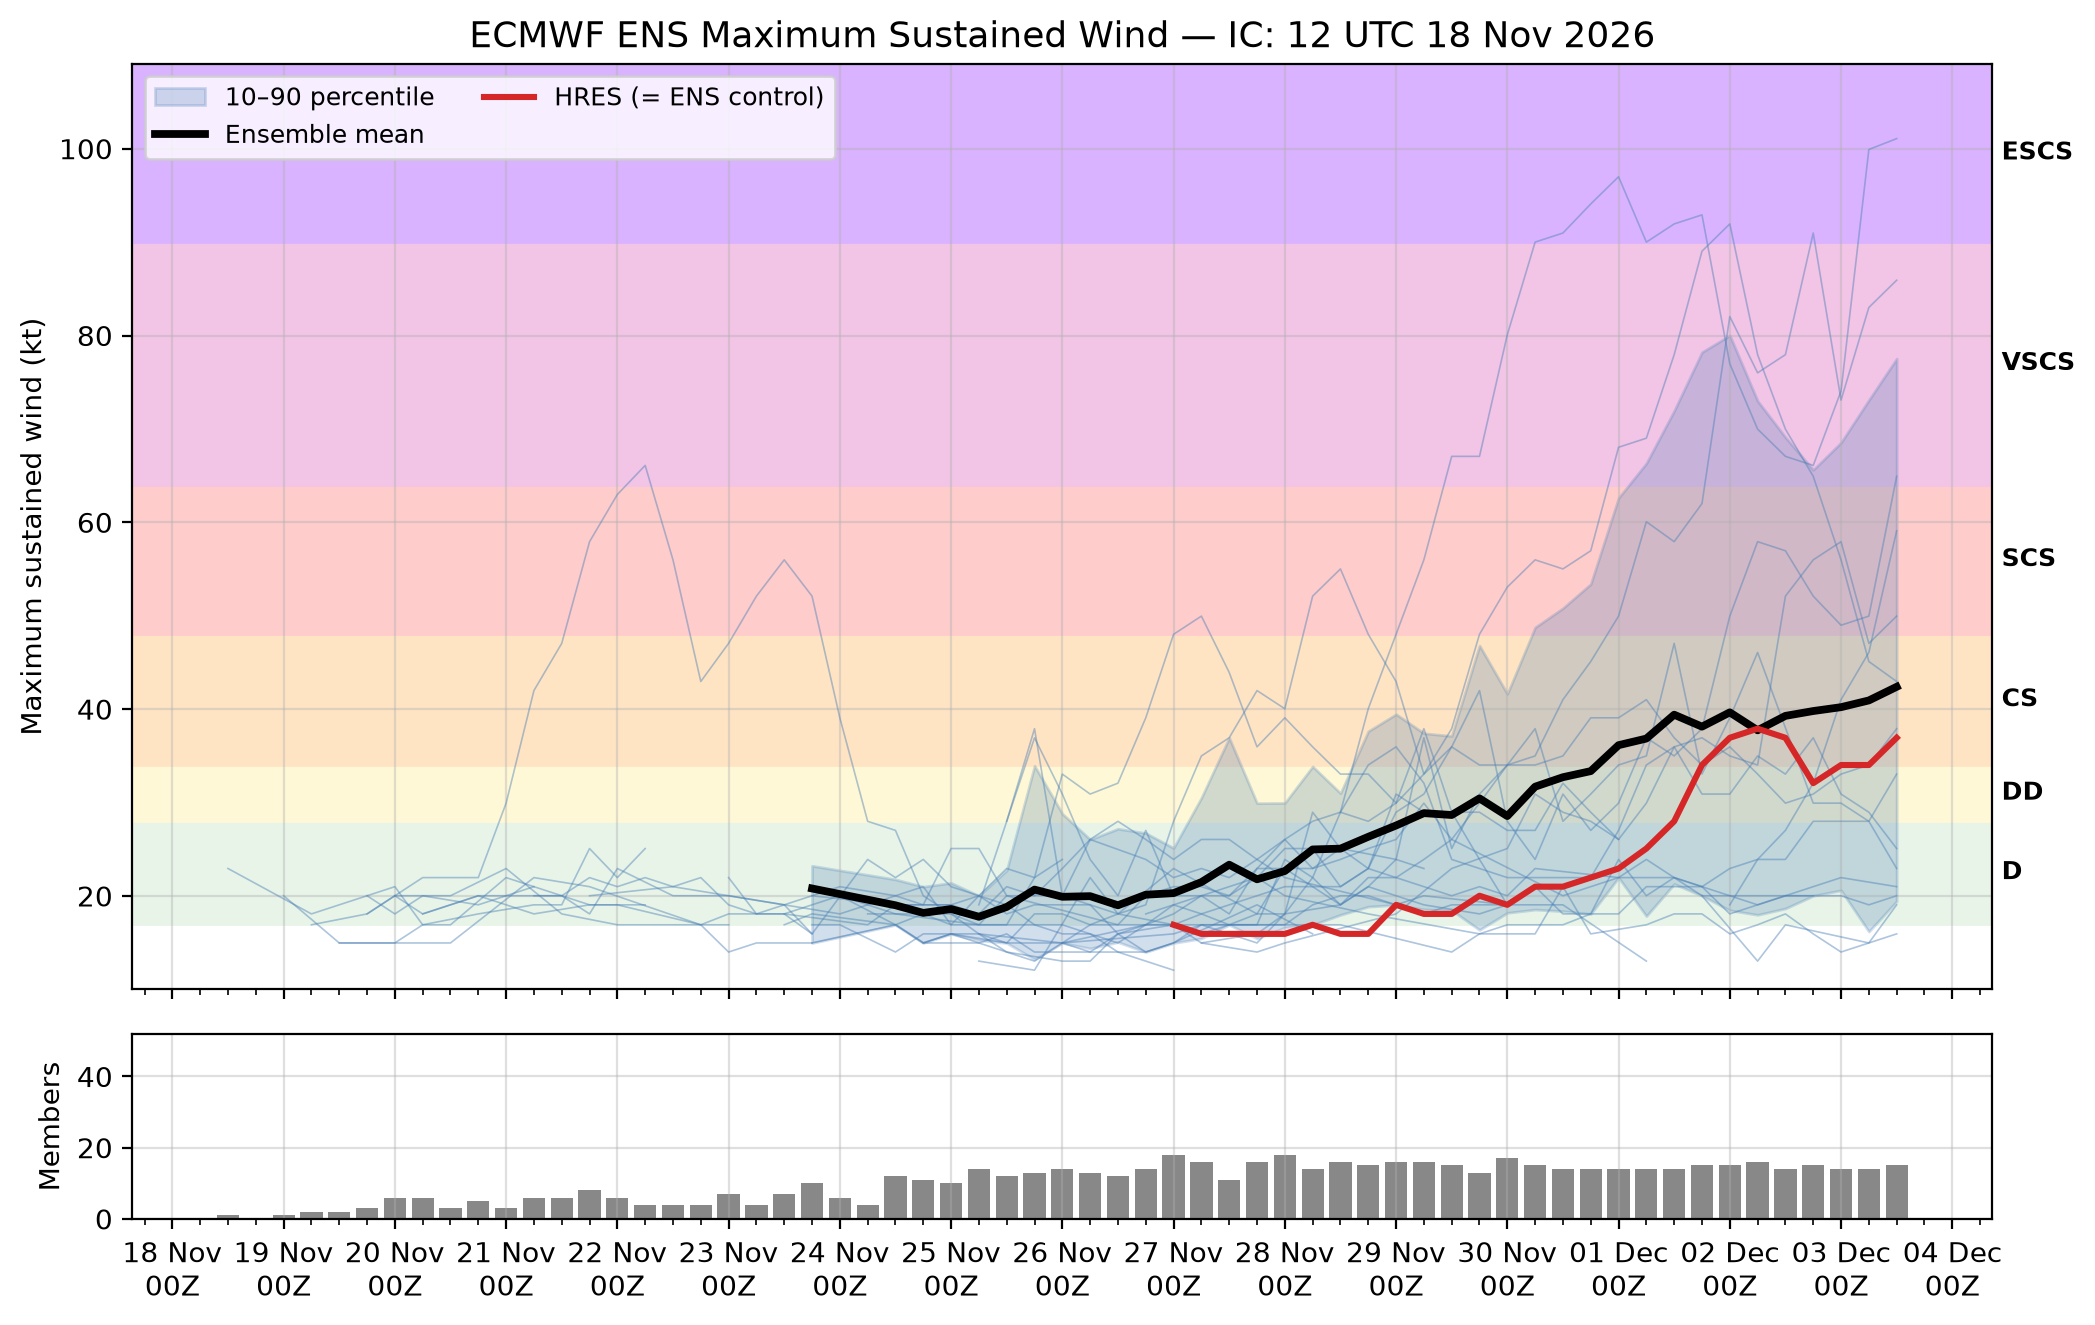 ECMWF ENS Maximum Sustained Wind — IC: 12 UTC 18 Nov 2026
10–90 percentile
Ensemble mean
HRES (= ENS control)
Maximum sustained wind (kt)
100
80
60
40
20
ESCS
VSCS
SCS
CS
DD
D
Members
40
20
0
18 Nov 19 Nov 20 Nov 21 Nov 22 Nov 23 Nov 24 Nov 25 Nov 26 Nov 27 Nov 28 Nov 29 Nov 30 Nov 01 Dec 02 Dec 03 Dec 04 Dec
00Z 00Z 00Z 00Z 00Z 00Z 00Z 00Z 00Z 00Z 00Z 00Z 00Z 00Z 00Z 00Z 00Z